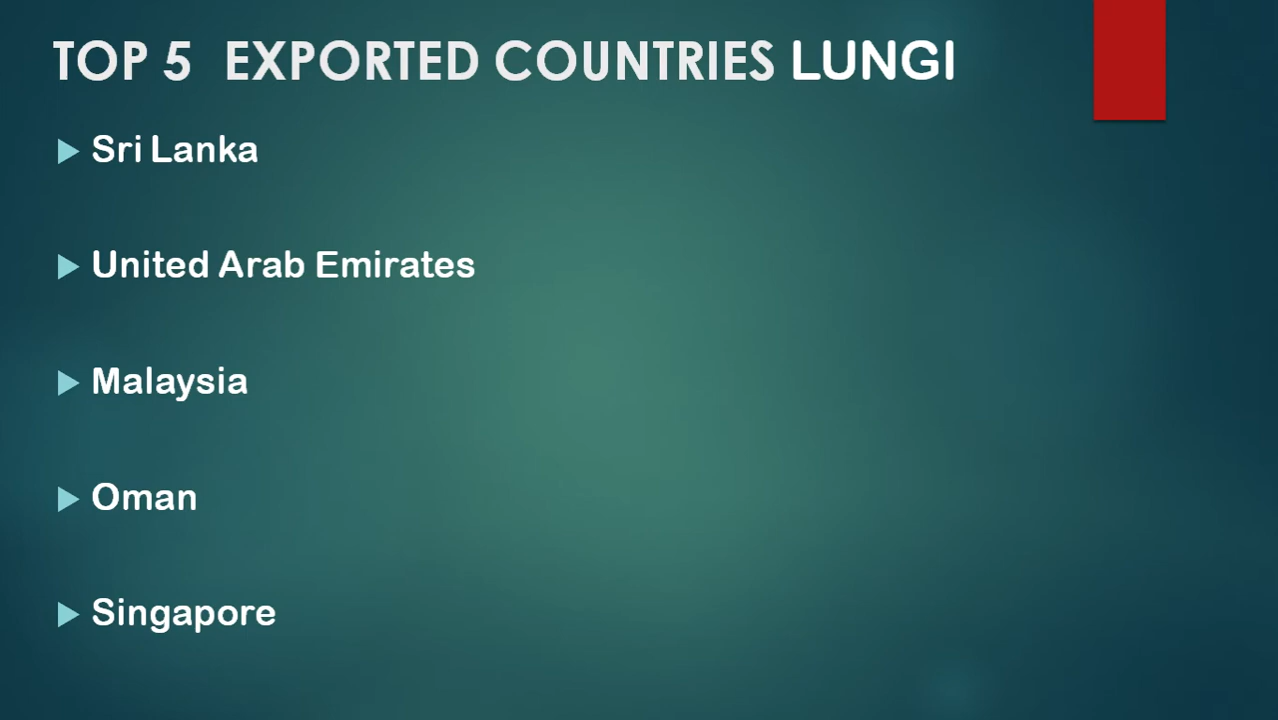 TOP 5 EXPORTED COUNTRIES LUNGI
Sri Lanka
United Arab Emirates
Malaysia
Oman
Singapore